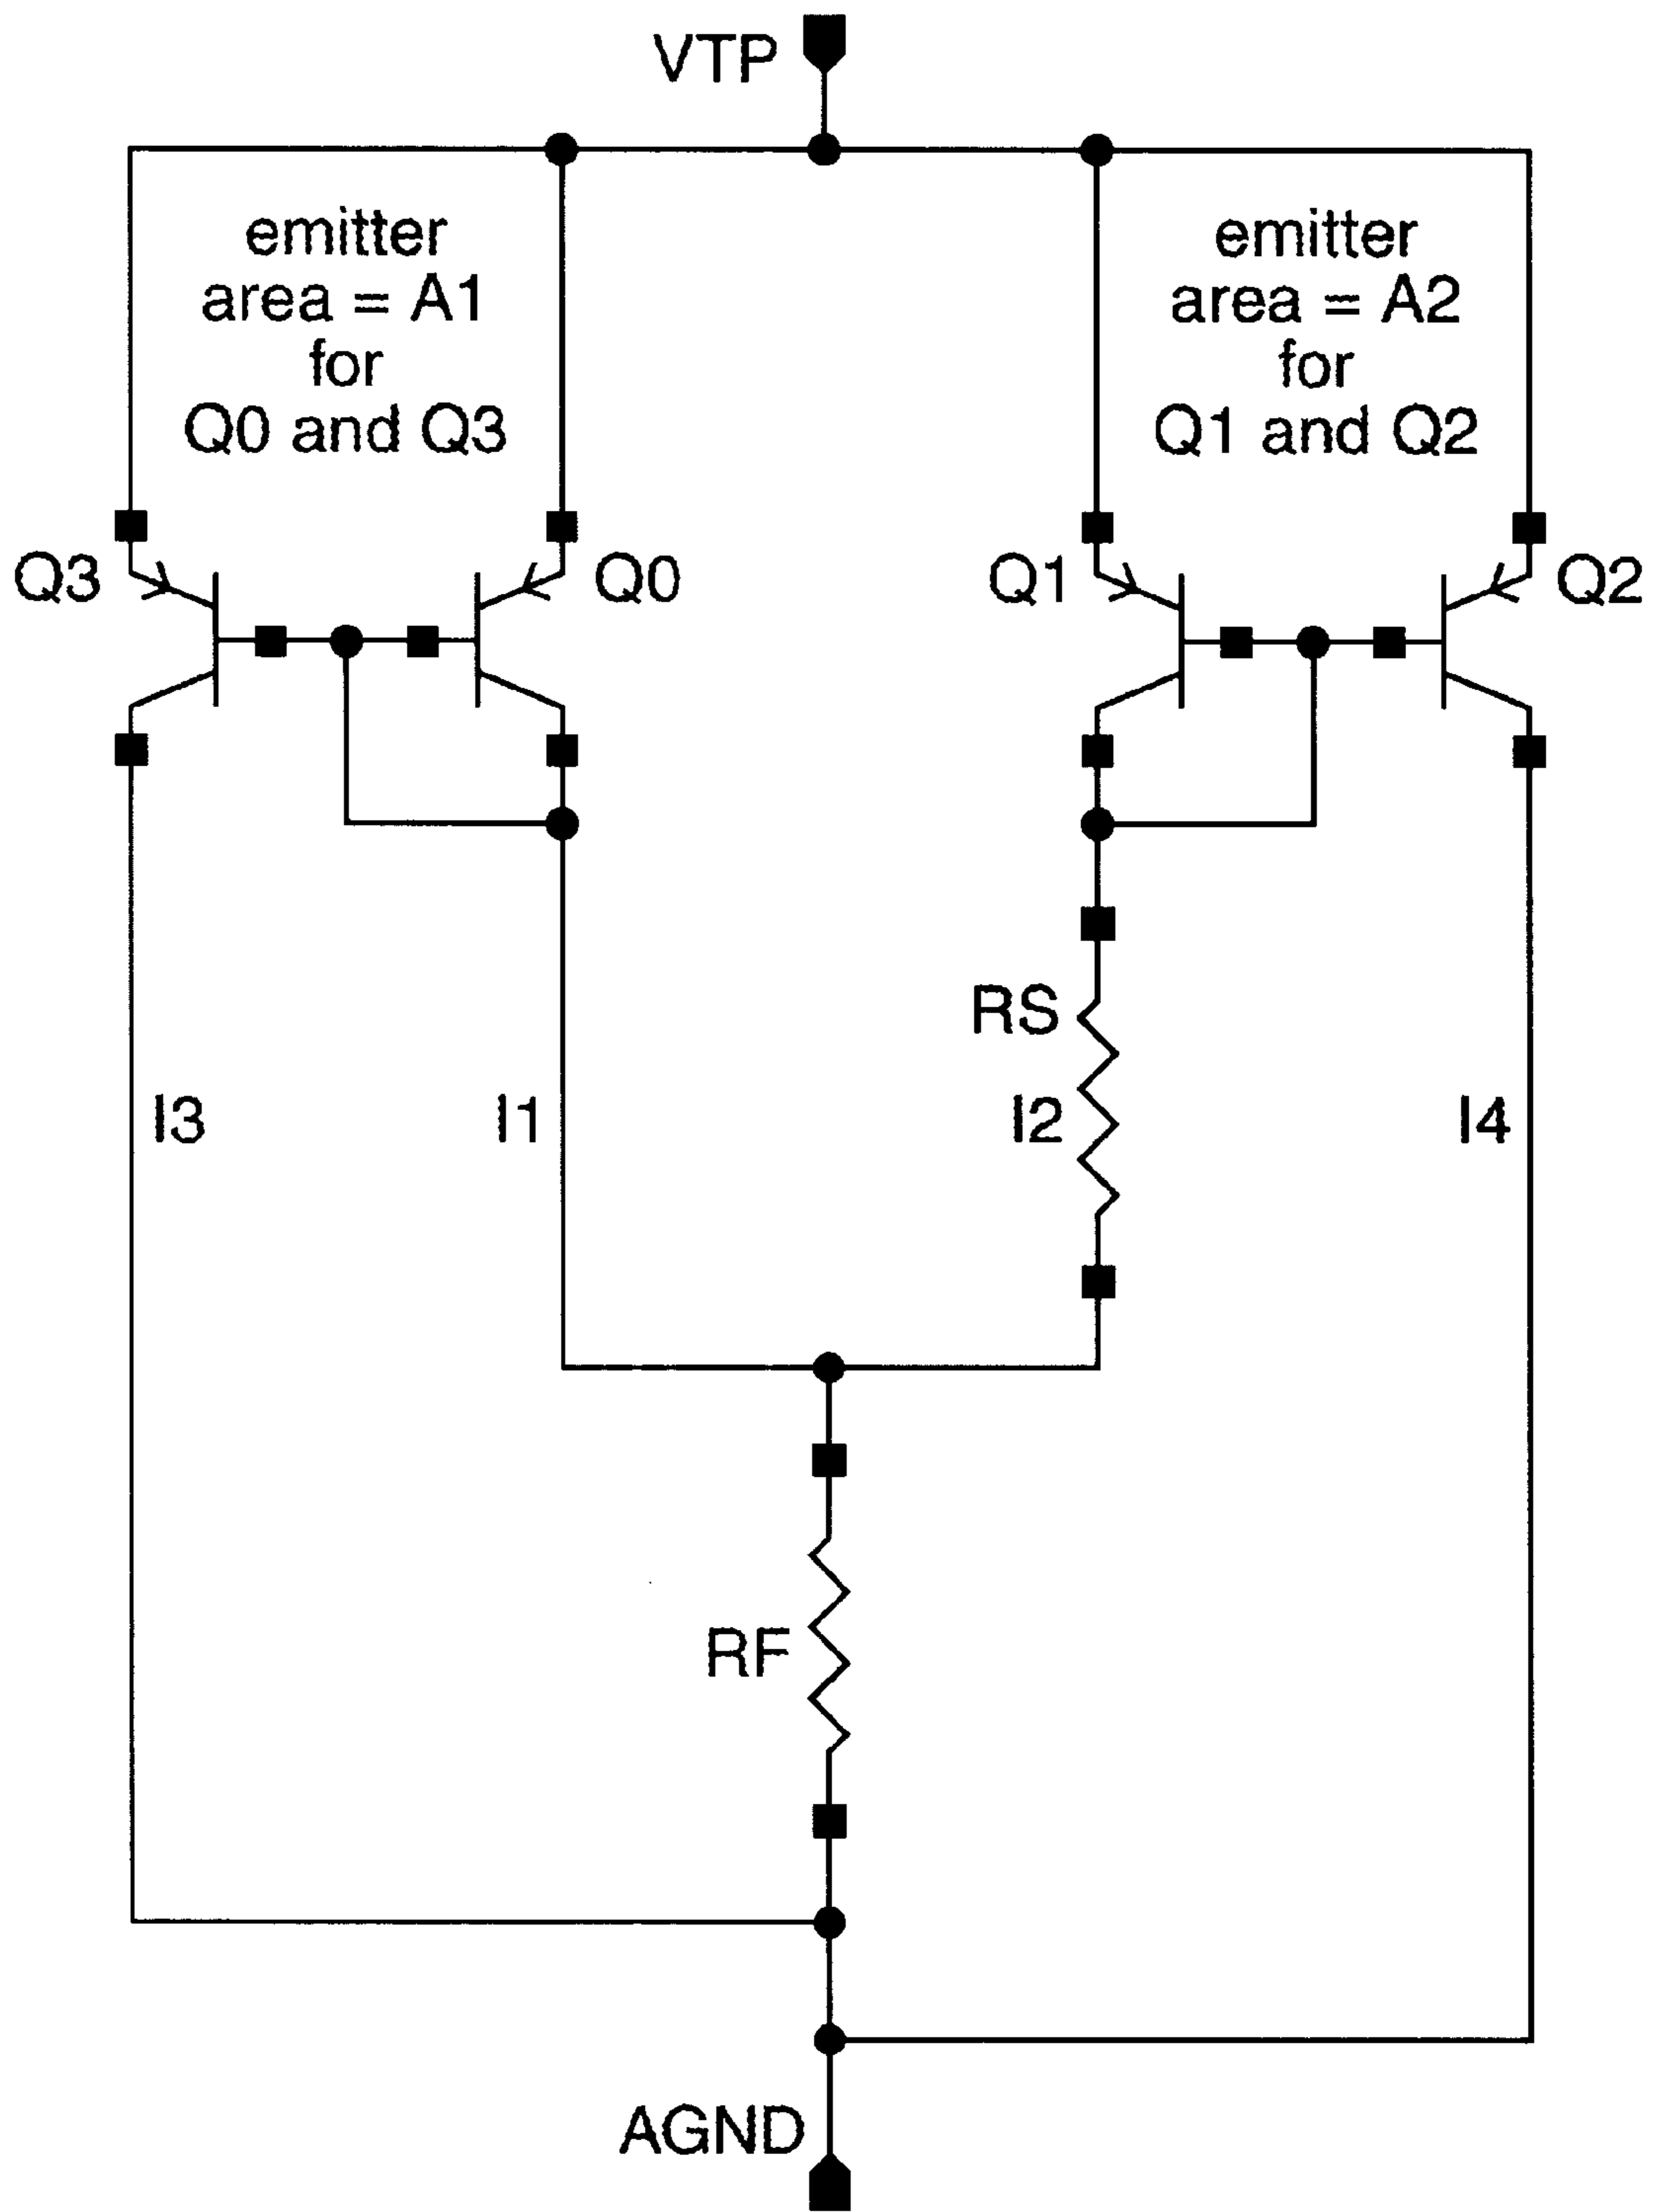 VTP
emitter
area = A1
for
Q0 and Q3
emitter
area = A2
for
Q1 and Q2
Q3
Q0
Q1
Q2
RS
I3
I1
I2
I4
RF
AGND